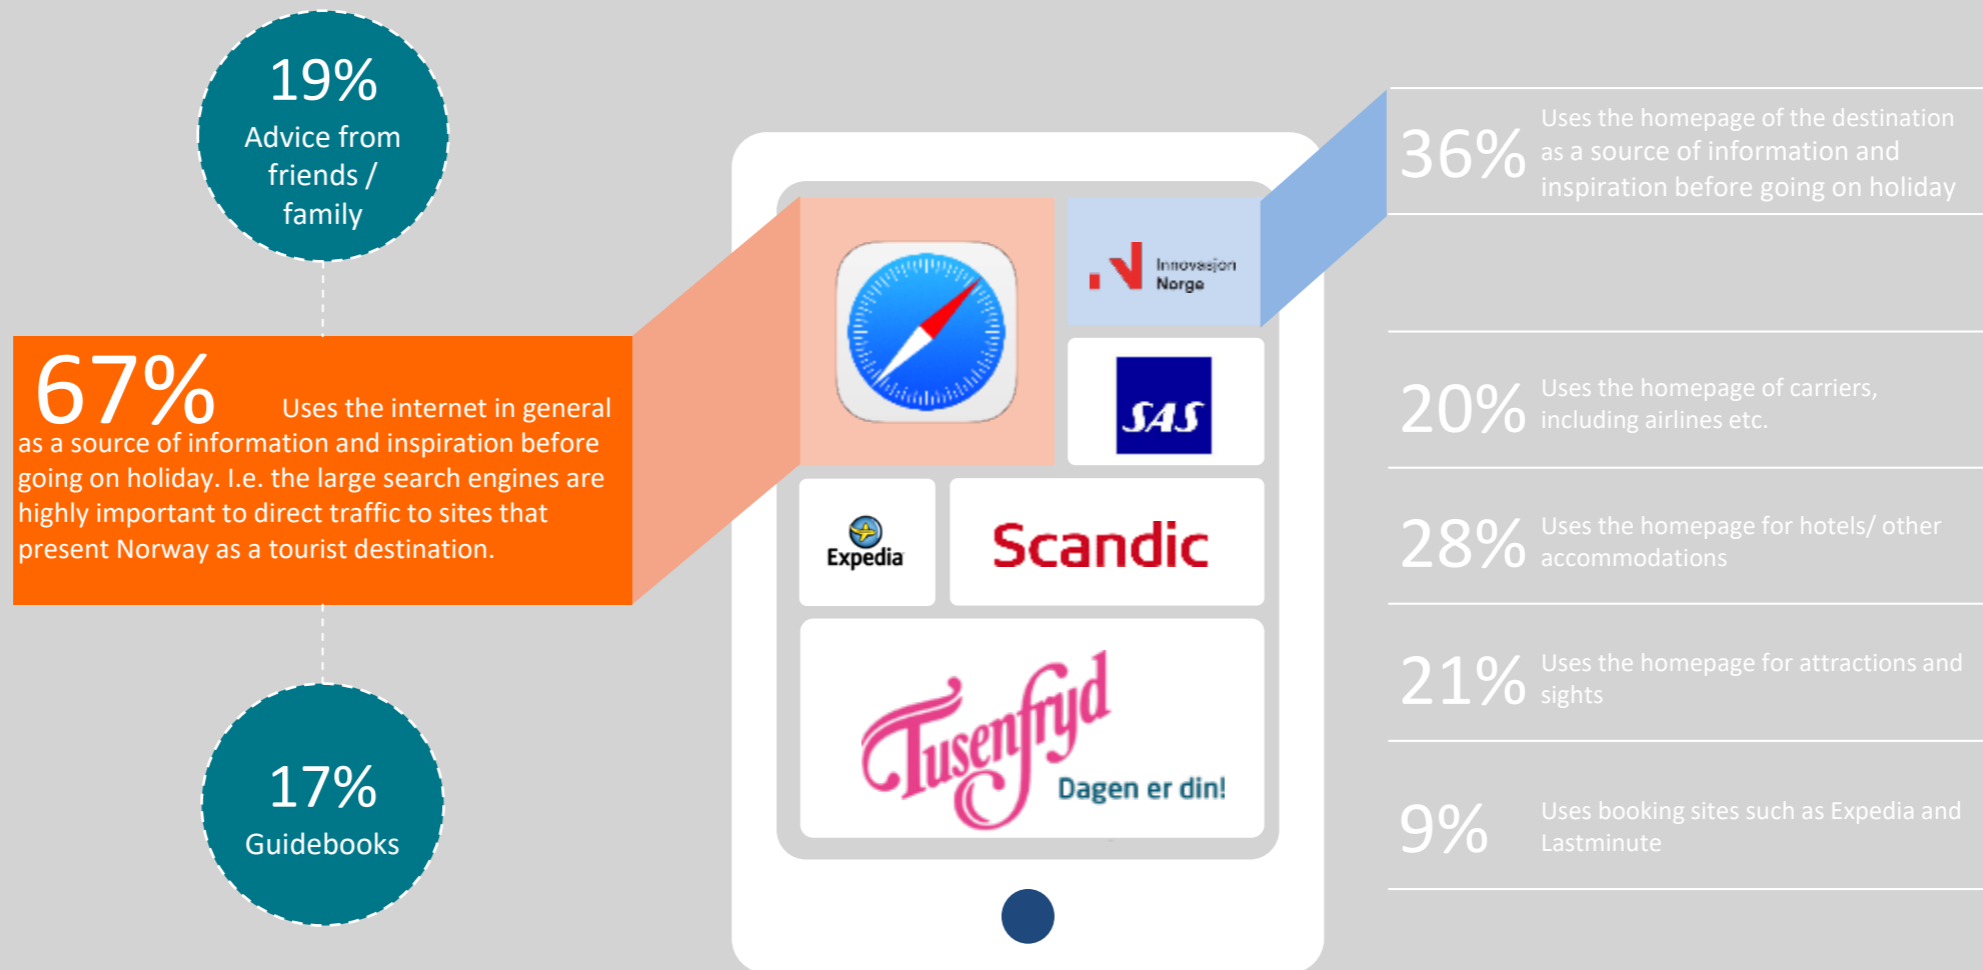 19%
Advice from
friends /
family
67% Uses the internet in general
as a source of information and inspiration before
going on holiday. I.e. the large search engines are
highly important to direct traffic to sites that
present Norway as a tourist destination.
17%
Guidebooks
Innovasjon
Norge
SAS
Expedia
Scandic
Tusenfryd
Dagen er din!
36%
Uses the homepage of the destination
as a source of information and
inspiration before going on holiday
20%
Uses the homepage of carriers,
including airlines etc.
28%
Uses the homepage for hotels/ other
accommodations
21%
Uses the homepage for attractions and
sights
9%
Uses booking sites such as Expedia and
Lastminute